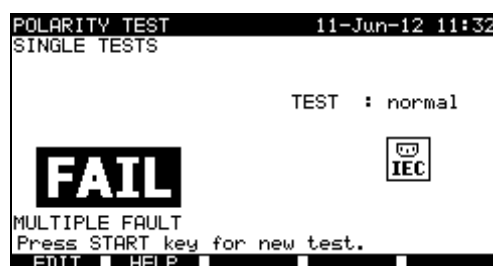 POLARITY TEST 11-Jun-12 11:32
SINGLE TESTS
TEST : normal
IEC
FAIL
MULTIPLE FAULT
Press START key for new test.
EDIT HELP